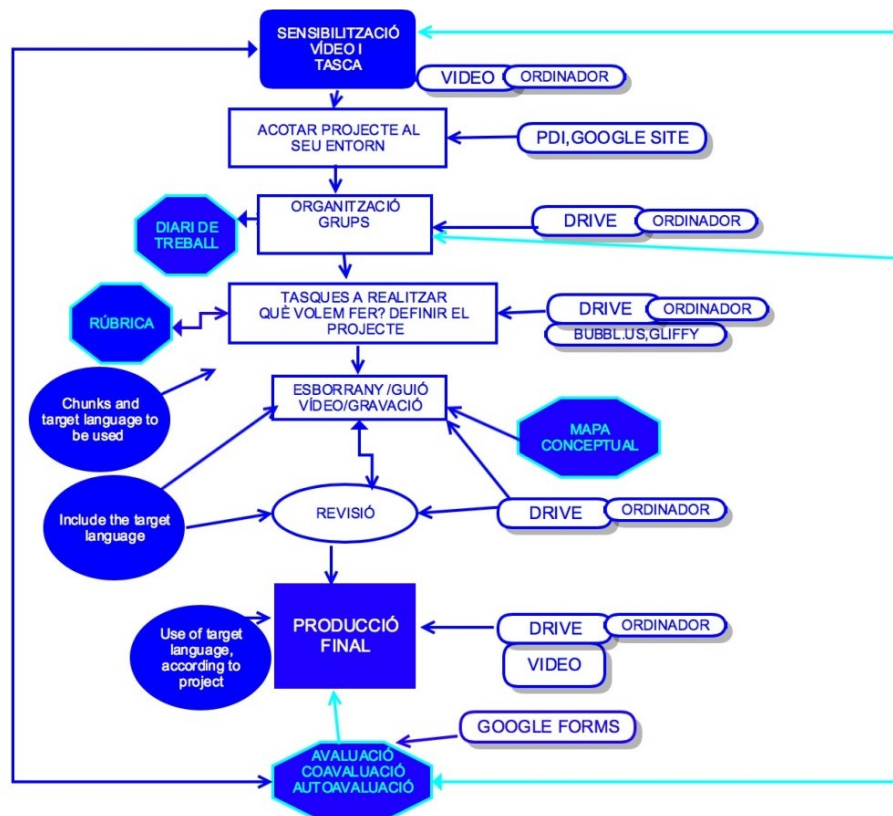 SENSIBILITZACIÓ
VÍDEO I
TASCA
VIDEO
ORDINADOR
ACOTAR PROJECTE AL
SEU ENTORN
PDI,GOOGLE SITE
ORGANITZACIÓ
GRUPS
DIARI DE
TREBALL
DRIVE
ORDINADOR
TASQUES A REALITZAR
QUÈ VOLEM FER? DEFINIR EL
PROJECTE
RÚBRICA
DRIVE
ORDINADOR
BUBBL.US,GLIFFY
Chunks and
target language to
be used
ESBORRANY /GUIÓ
VÍDEO/GRAVACIÓ
MAPA
CONCEPTUAL
Include the target
language
REVISIÓ
DRIVE
ORDINADOR
Use of target
language,
according to
project
PRODUCCIÓ
FINAL
DRIVE
ORDINADOR
VIDEO
GOOGLE FORMS
AVALUACIÓ
COAVALUACIÓ
AUTOAVALUACIÓ